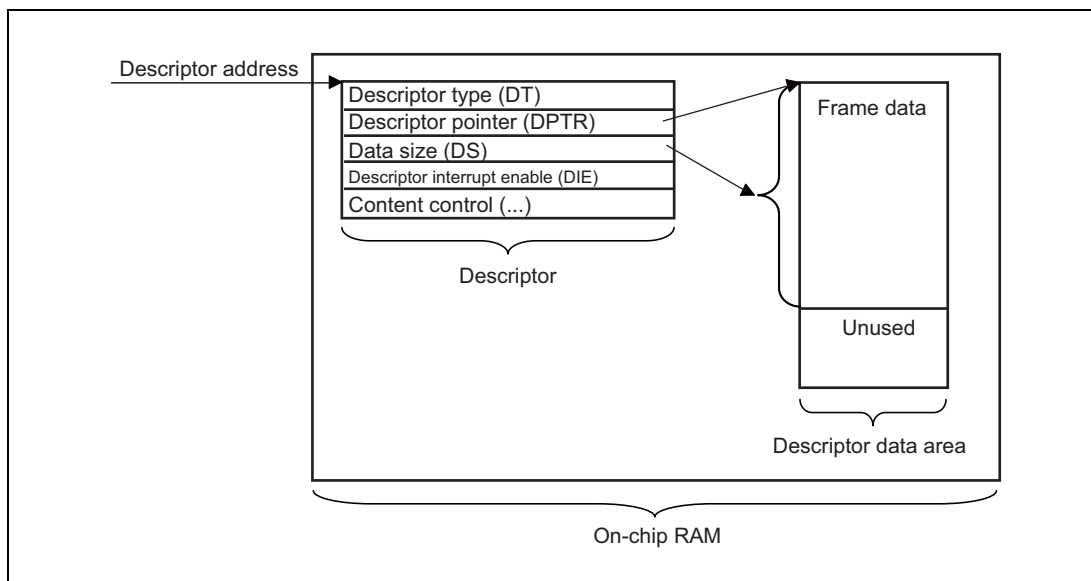 Descriptor address
Descriptor type (DT)
Descriptor pointer (DPTR)
Data size (DS)
Descriptor interrupt enable (DIE)
Content control (...)
Descriptor
Frame data
Unused
Descriptor data area
On-chip RAM